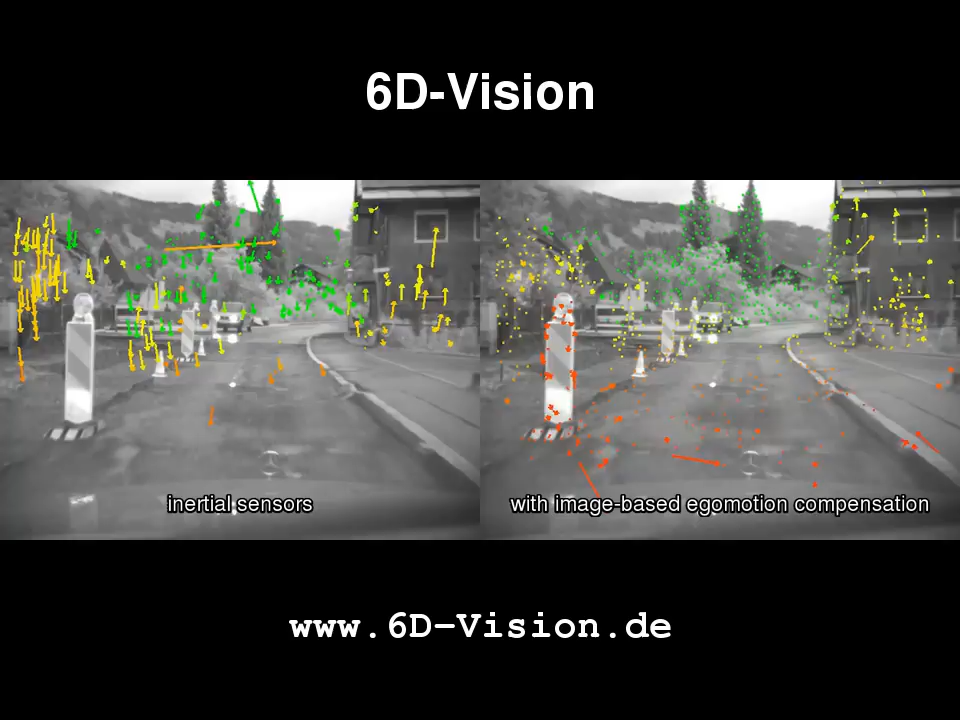 6D-Vision
inertial sensors
with image-based egomotion compensation
www.6D-Vision.de